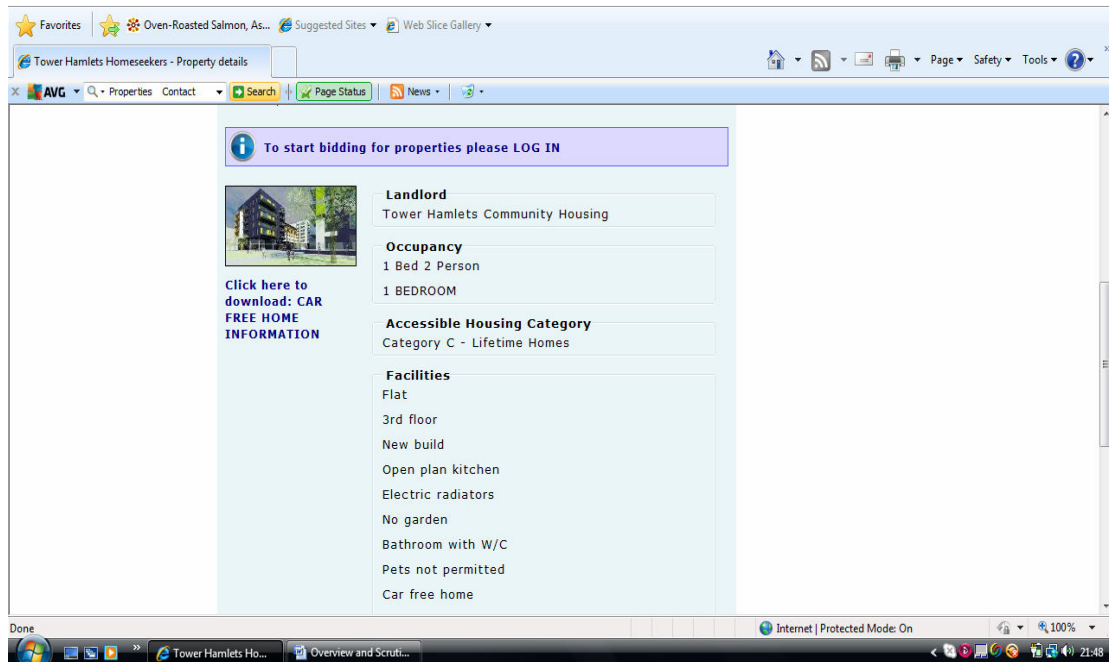 Favorites Oven-Roasted Salmon, As... Suggested Sites Web Slice Gallery
Tower Hamlets Homeseekers - Property details
Page Safety Tools
x AVG Properties Contact Search Page Status News
To start bidding for properties please LOG IN
Landlord
Tower Hamlets Community Housing
Occupancy
1 Bed 2 Person
1 BEDROOM
Click here to
download: CAR
FREE HOME
INFORMATION
Accessible Housing Category
Category C - Lifetime Homes
Facilities
Flat
3rd floor
New build
Open plan kitchen
Electric radiators
No garden
Bathroom with W/C
Pets not permitted
Car free home
Done Internet | Protected Mode: On 100%
Tower Hamlets Ho... Overview and Scruti... 21:48